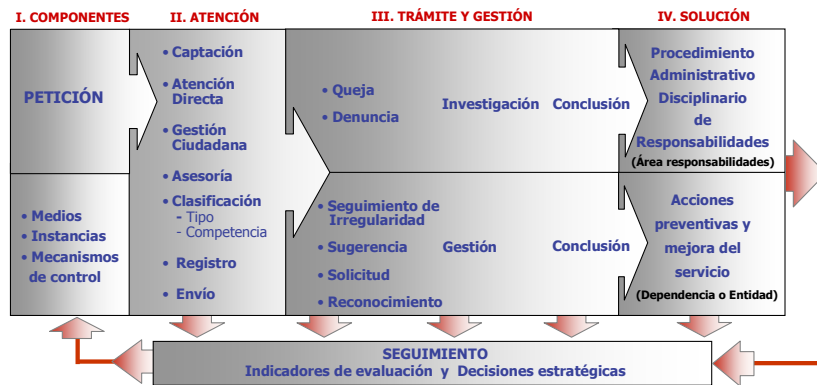 I. COMPONENTES
II. ATENCIÓN
III. TRÁMITE Y GESTIÓN
IV. SOLUCIÓN
PETICIÓN
• Medios
• Instancias
• Mecanismos
de control
• Captación
• Atención
Directa
• Gestión
Ciudadana
• Asesoría
• Clasificación
- Tipo
- Competencia
• Registro
• Envío
• Queja
• Denuncia
Investigación
Conclusión
• Seguimiento de
Irregularidad
• Sugerencia
• Solicitud
• Reconocimiento
Gestión
Conclusión
Procedimiento
Administrativo
Disciplinario
de
Responsabilidades
(Área responsabilidades)
Acciones
preventivas y
mejora del
servicio
(Dependencia o Entidad)
SEGUIMIENTO
Indicadores de evaluación y Decisiones estratégicas